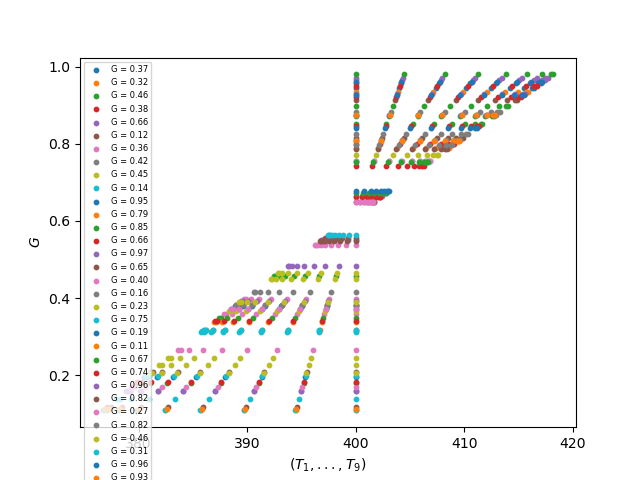 1.0
0.8
0.6
0.4
0.2
G
390
400
410
420
(T₁, ..., T₉)
G = 0.37
G = 0.32
G = 0.46
G = 0.38
G = 0.66
G = 0.12
G = 0.36
G = 0.42
G = 0.45
G = 0.14
G = 0.95
G = 0.79
G = 0.85
G = 0.66
G = 0.97
G = 0.65
G = 0.40
G = 0.16
G = 0.23
G = 0.75
G = 0.19
G = 0.11
G = 0.67
G = 0.74
G = 0.96
G = 0.82
G = 0.27
G = 0.82
G = 0.46
G = 0.31
G = 0.96
G = 0.93